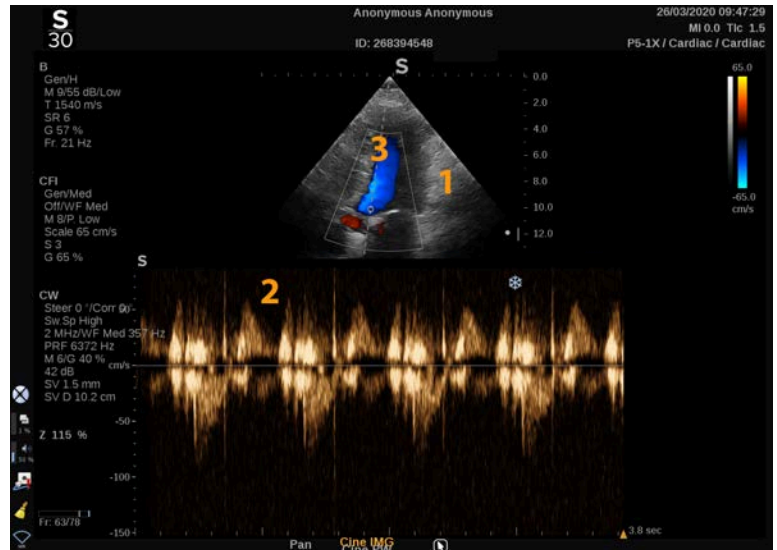 S
30
Anonymous Anonymous
ID: 268394548
26/03/2020 09:47:29
MI 0.0 TIc 1.5
P5-1X / Cardiac / Cardiac
B
Gen/H
M 9/55 dB/Low
T 1540 m/s
SR 6
G 57 %
Fr. 21 Hz
CFI
Gen/Med
Off/WF Med
M 8/P. Low
Scale 65 cm/s
S 3
G 65 %
S
0.0
2.0
4.0
6.0
8.0
10.0
12.0
3
1
65.0
-65.0
cm/s
S
CW
Steer 0 °/Corr 0
Sw.Sp High
2 MHz/WF Med 357 Hz
PRF 6372 Hz
M 6/G 40 %
42 dB
SV 1.5 mm
SV D 10.2 cm
Z 115 %
2
cm/s
-50
-100
-150
3.8 sec
1 %
50 %
Fr: 63/78
Pan
Cine IMG